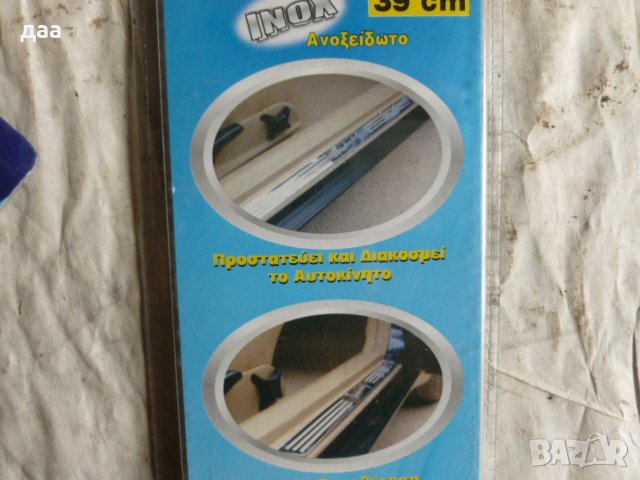 даа
INOX
39 cm
Ανοξείδωτο
Προστατεύει και Διακοσμεί
το Αυτοκίνητο
BAZAR